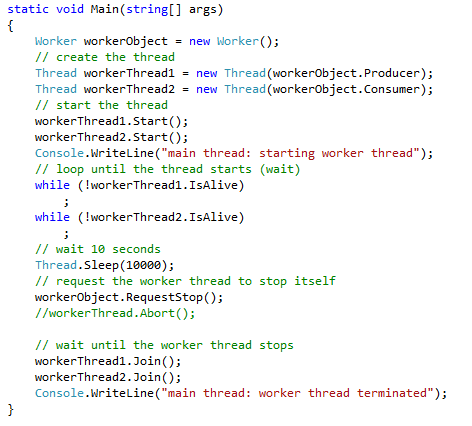 static void Main(string[] args)
{
    Worker workerObject = new Worker();
    // create the thread
    Thread workerThread1 = new Thread(workerObject.Producer);
    Thread workerThread2 = new Thread(workerObject.Consumer);
    // start the thread
    workerThread1.Start();
    workerThread2.Start();
    Console.WriteLine("main thread: starting worker thread");
    // loop until the thread starts (wait)
    while (!workerThread1.IsAlive)
        ;
    while (!workerThread2.IsAlive)
        ;
    // wait 10 seconds
    Thread.Sleep(10000);
    // request the worker thread to stop itself
    workerObject.RequestStop();
    //workerThread.Abort();

    // wait until the worker thread stops
    workerThread1.Join();
    workerThread2.Join();
    Console.WriteLine("main thread: worker thread terminated");
}